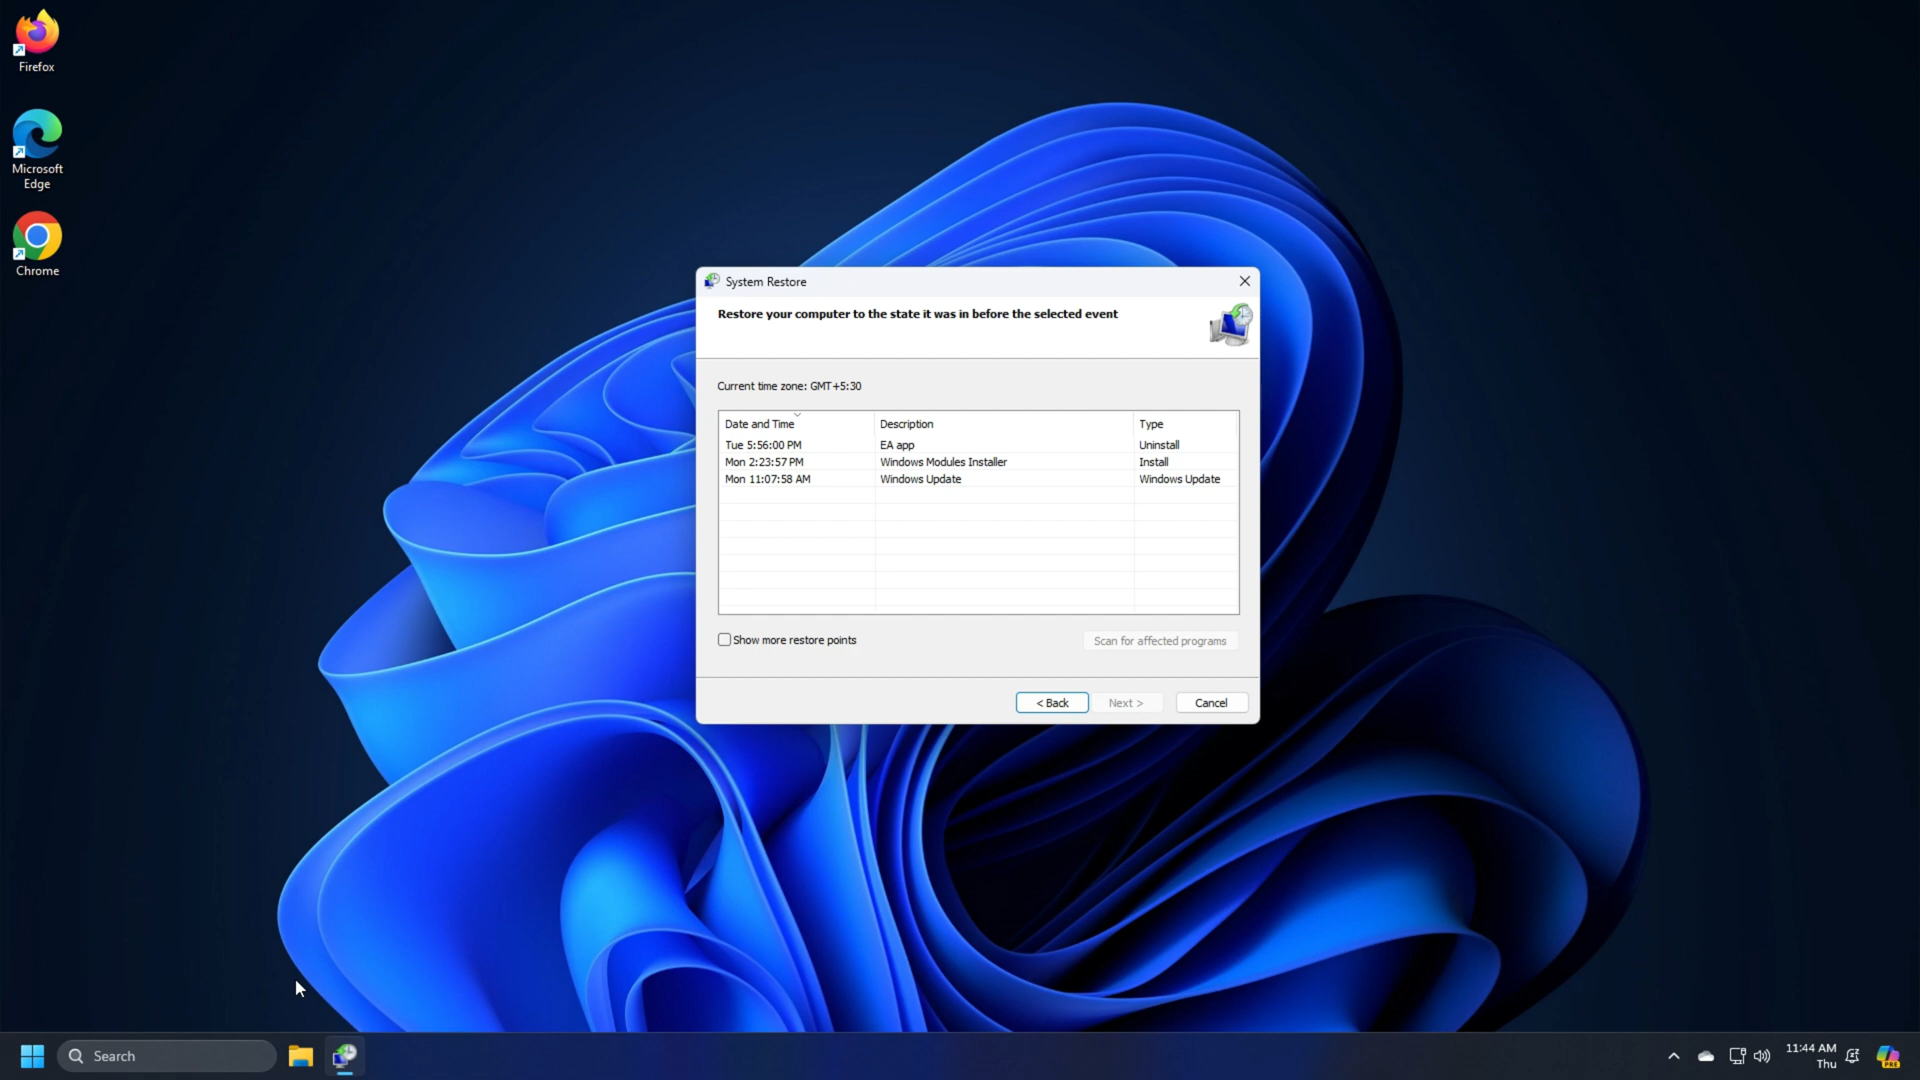 Firefox
Microsoft
Edge
Chrome
System Restore
Restore your computer to the state it was in before the selected event
Current time zone: GMT+5:30
Date and Time Description Type
Tue 5:56:00 PM EA app Uninstall
Mon 2:23:57 PM Windows Modules Installer Install
Mon 11:07:58 AM Windows Update Windows Update
Show more restore points Scan for affected programs
< Back Next > Cancel
Search
11:44 AM
Thu
PRE